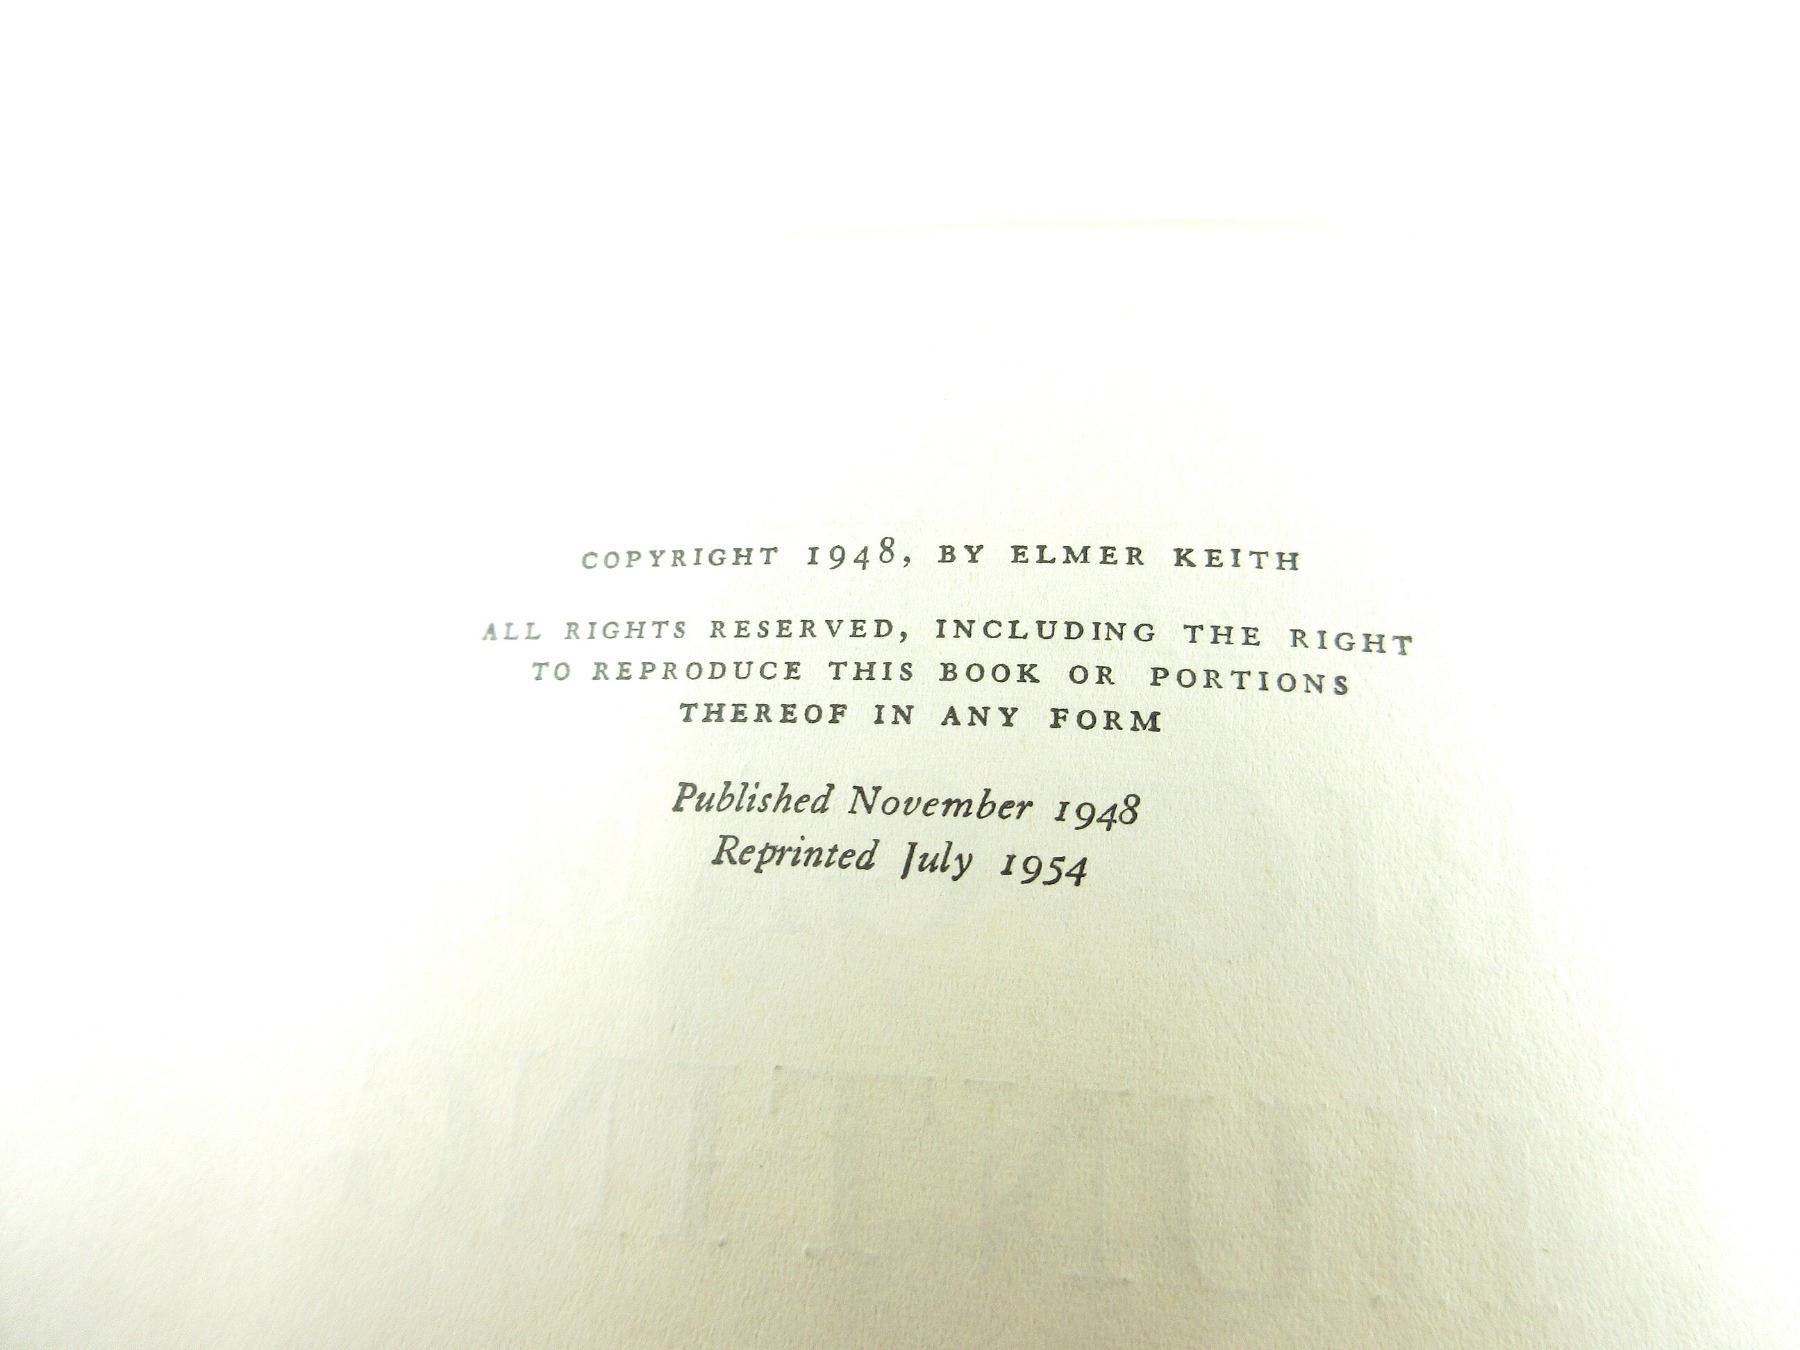 COPYRIGHT 1948, BY ELMER KEITH
ALL RIGHTS RESERVED, INCLUDING THE RIGHT
TO REPRODUCE THIS BOOK OR PORTIONS
THEREOF IN ANY FORM
Published November 1948
Reprinted July 1954